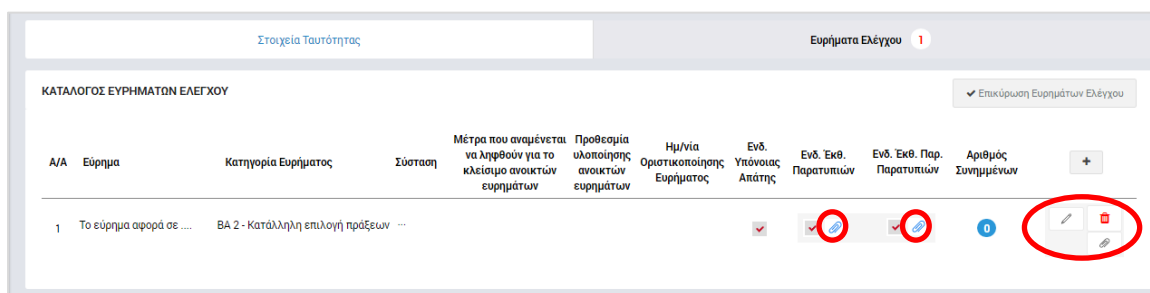 Στοιχεία Ταυτότητας
Ευρήματα Ελέγχου 1
ΚΑΤΑΛΟΓΟΣ ΕΥΡΗΜΑΤΩΝ ΕΛΕΓΧΟΥ
Επικύρωση Ευρημάτων Ελέγχου
Α/Α
Εύρημα
Κατηγορία Ευρήματος
Σύσταση
Μέτρα που αναμένεται
να ληφθούν για το
κλείσιμο ανοικτών
ευρημάτων
Προθεσμία
υλοποίησης
ανοικτών
ευρημάτων
Ημ/νία
Οριστικοποίησης
Ευρήματος
Ενδ.
Υπόνοιας
Απάτης
Ενδ. Έκθ.
Παρατυπιών
Ενδ. Έκθ. Παρ.
Παρατυπιών
Αριθμός
Συνημμένων
+
1
Το εύρημα αφορά σε ....
ΒΑ 2 - Κατάλληλη επιλογή πράξεων
...
0